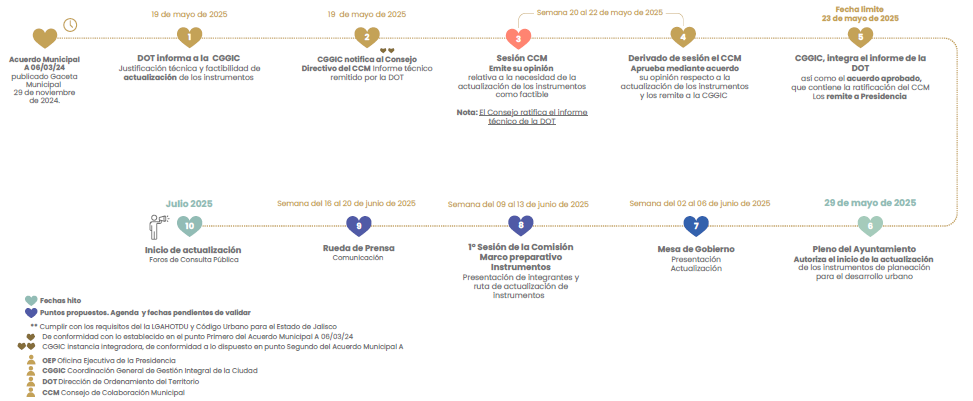 Acuerdo Municipal
A 06/03/24
publicado Gaceta
Municipal
29 de noviembre
de 2024.
19 de mayo de 2025
1
DOT informa a la CGGIC
Justificación técnica y factibilidad de
actualización de los instrumentos
19 de mayo de 2025
2
CGGIC notifica al Consejo
Directivo del CCM Informe técnico
remitido por la DOT
Semana 20 al 22 de mayo de 2025
3
Sesión CCM
Emite su opinión
relativa a la necesidad de la
actualización de los instrumentos
como factible
Nota: El Consejo ratifica el informe
técnico de la DOT
4
Derivado de sesión el CCM
Aprueba mediante acuerdo
su opinión respecto a la
actualización de los instrumentos
y los remite a la CGGIC
Fecha límite
23 de mayo de 2025
5
CGGIC, integra el informe de la
DOT
así como el acuerdo aprobado,
que contiene la ratificación del CCM
Los remite a Presidencia
29 de mayo de 2025
6
Pleno del Ayuntamiento
Autoriza el inicio de la actualización
de los instrumentos de planeación
para el desarrollo urbano
Semana del 02 al 06 de junio de 2025
7
Mesa de Gobierno
Presentación
Actualización
Semana del 09 al 13 de junio de 2025
8
1° Sesión de la Comisión
Marco preparativo
Instrumentos
Presentación de integrantes y
ruta de actualización de
instrumentos
Semana del 16 al 20 de junio de 2025
9
Rueda de Prensa
Comunicación
Julio 2025
10
Inicio de actualización
Foros de Consulta Pública
Fechas hito
Puntos propuestos. Agenda y fechas pendientes de validar
** Cumplir con los requisitos del la LGAHOTDU y Código Urbano para el Estado de Jalisco
De conformidad con lo establecido en el punto Primero del Acuerdo Municipal A 06/03/24
CGGIC Instancia integradora, de conformidad a lo dispuesto en punto Segundo del Acuerdo Municipal A
OEP Oficina Ejecutiva de la Presidencia
CGGIC Coordinación General de Gestión Integral de la Ciudad
DOT Dirección de Ordenamiento del Territorio
CCM Consejo de Colaboración Municipal